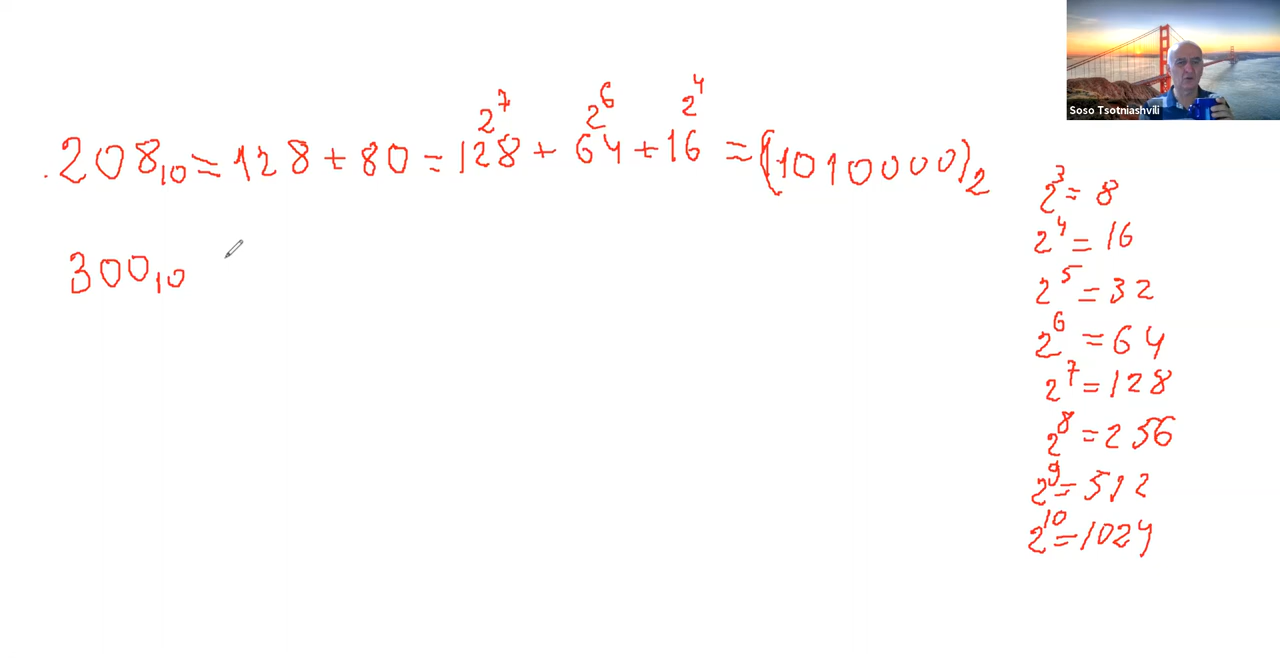 208₁₀ = 128 + 80 = 128 + 64 + 16 = (11010000)₂
2⁷ 2⁶ 2⁴
300₁₀
2³ = 8
2⁴ = 16
2⁵ = 32
2⁶ = 64
2⁷ = 128
2⁸ = 256
2⁹ = 512
2¹⁰ = 1024
Soso Tsotniashvili